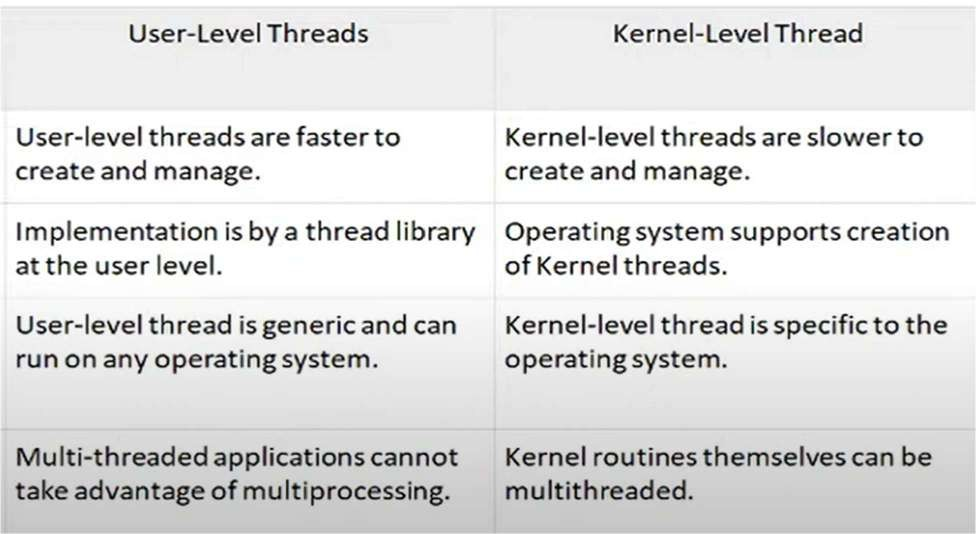 User-Level Threads
Kernel-Level Thread
User-level threads are faster to
create and manage.
Kernel-level threads are slower to
create and manage.
Implementation is by a thread library
at the user level.
Operating system supports creation
of Kernel threads.
User-level thread is generic and can
run on any operating system.
Kernel-level thread is specific to the
operating system.
Multi-threaded applications cannot
take advantage of multiprocessing.
Kernel routines themselves can be
multithreaded.